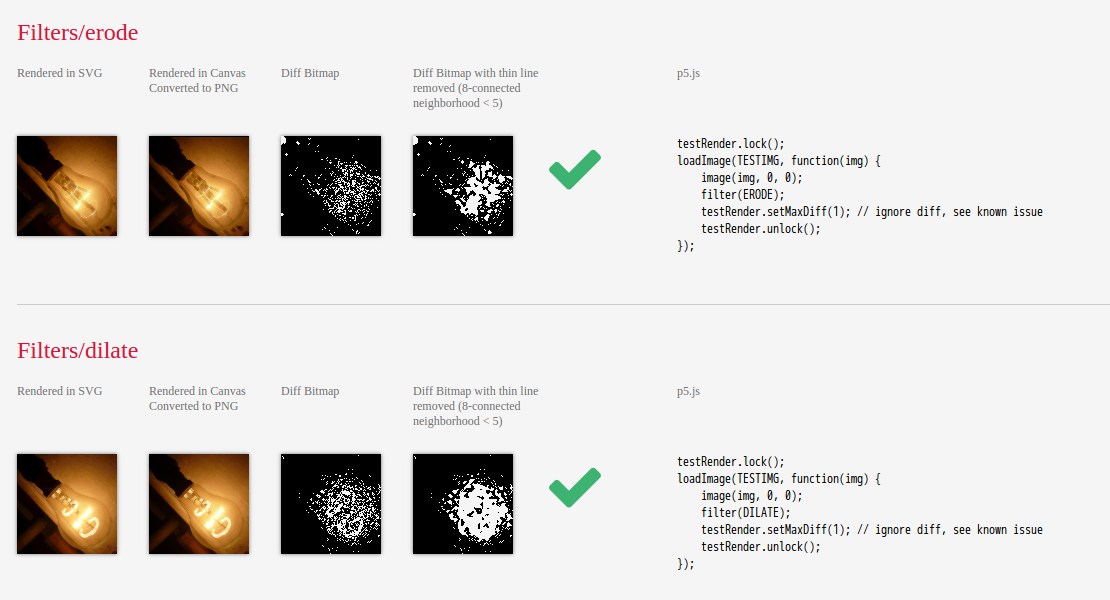 Filters/erode
Rendered in SVG
Rendered in Canvas
Converted to PNG
Diff Bitmap
Diff Bitmap with thin line
removed (8-connected
neighborhood < 5)
p5.js
testRender.lock();
loadImage(TESTIMG, function(img) {
    image(img, 0, 0);
    filter(ERODE);
    testRender.setMaxDiff(1); // ignore diff, see known issue
    testRender.unlock();
});
Filters/dilate
Rendered in SVG
Rendered in Canvas
Converted to PNG
Diff Bitmap
Diff Bitmap with thin line
removed (8-connected
neighborhood < 5)
p5.js
testRender.lock();
loadImage(TESTIMG, function(img) {
    image(img, 0, 0);
    filter(DILATE);
    testRender.setMaxDiff(1); // ignore diff, see known issue
    testRender.unlock();
});